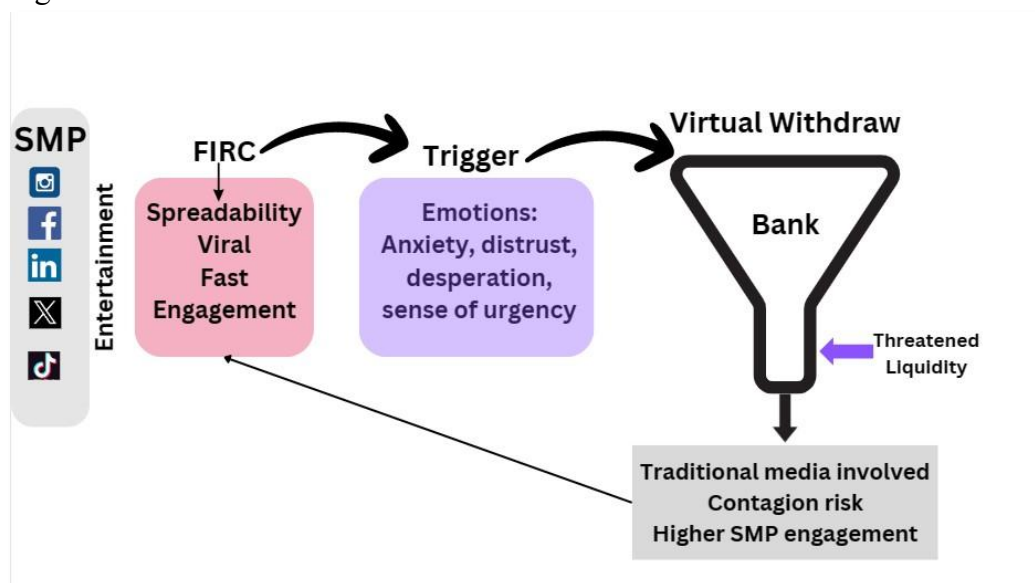 SMP
in
X
Entertainment
FIRC
Spreadability
Viral
Fast
Engagement
Trigger
Emotions:
Anxiety, distrust,
desperation,
sense of urgency
Virtual Withdraw
Bank
Threatened
Liquidity
Traditional media involved
Contagion risk
Higher SMP engagement